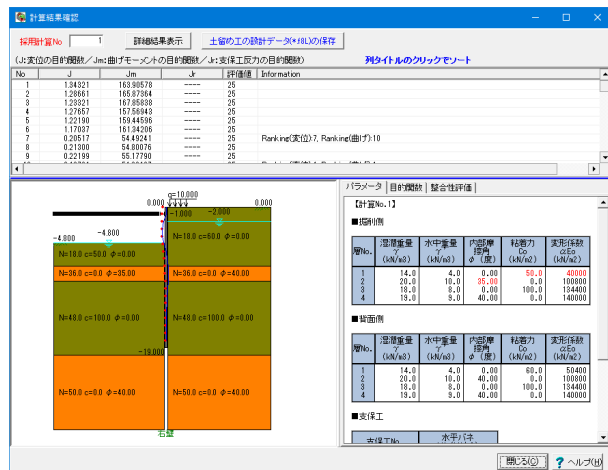 計算結果確認
採用計算No 1 詳細結果表示 土留め工の設計データ(*.f8L)の保存
(J:変位の目的関数/Jm:曲げモーメントの目的関数/Jr:支保工反力の目的関数) 列タイトルのクリックでソート
No J Jm Jr 評価値 Information
1 1.34321 163.90578 ---- 25
2 1.28661 165.87364 ---- 25
3 1.23321 167.85838 ---- 25
4 1.27657 157.56943 ---- 25
5 1.22190 159.44596 ---- 25
6 1.17037 161.34206 ---- 25
7 0.20517 54.49241 ---- 25 Ranking(変位):7, Ranking(曲げ):10
8 0.21300 54.80076 ---- 25
9 0.22199 55.17790 ---- 25
q=10.000
0.000 0.000
-1.000 -2.000
-4.800 -4.800
N=18.0 c=50.0 φ=0.00 N=18.0 c=60.0 φ=0.00
N=36.0 c=0.0 φ=35.00 N=36.0 c=0.0 φ=40.00
N=48.0 c=100.0 φ=0.00 N=48.0 c=100.0 φ=0.00
-19.000
N=50.0 c=0.0 φ=40.00 N=50.0 c=0.0 φ=40.00
右壁
パラメータ 目的関数 整合性評価
【計算No.1】
■掘削側
層No. 湿潤重量 γ (kN/m3) 水中重量 γ' (kN/m3) 内部摩擦角 φ (度) 粘着力 Co (kN/m2) 変形係数 αEo (kN/m2)
1 14.0 4.0 0.00 50.0 40000
2 20.0 10.0 35.00 0.0 100800
3 18.0 8.0 0.00 100.0 134400
4 19.0 9.0 40.00 0.0 140000
■背面側
層No. 湿潤重量 γ (kN/m3) 水中重量 γ' (kN/m3) 内部摩擦角 φ (度) 粘着力 Co (kN/m2) 変形係数 αEo (kN/m2)
1 14.0 4.0 0.00 60.0 50400
2 20.0 10.0 40.00 0.0 100800
3 18.0 8.0 0.00 100.0 134400
4 19.0 9.0 40.00 0.0 140000
■支保工
支保工No. 水平バネ
閉じる(C) ? ヘルプ(H)